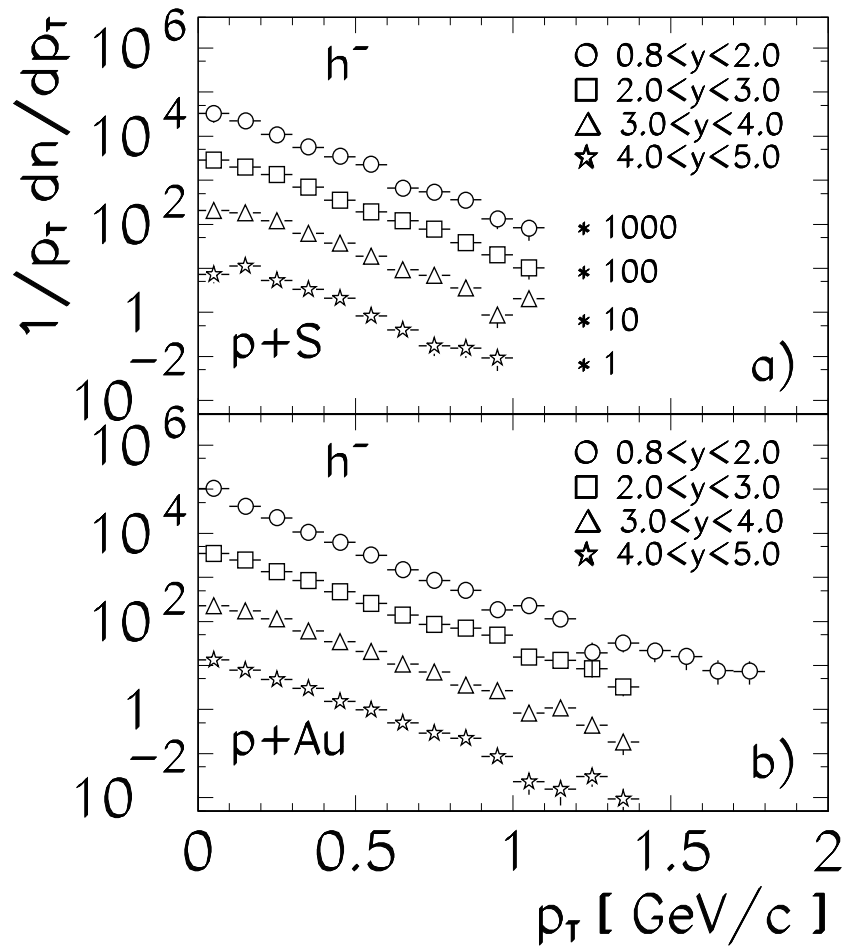 1/p_T dn/dp_T
10^6
10^4
10^2
1
10^-2
h^-
○ 0.8<y<2.0
□ 2.0<y<3.0
△ 3.0<y<4.0
☆ 4.0<y<5.0
* 1000
* 100
* 10
* 1
p+S
a)
10^6
10^4
10^2
1
10^-2
h^-
○ 0.8<y<2.0
□ 2.0<y<3.0
△ 3.0<y<4.0
☆ 4.0<y<5.0
p+Au
b)
0 0.5 1 1.5 2
p_T [ GeV/c ]